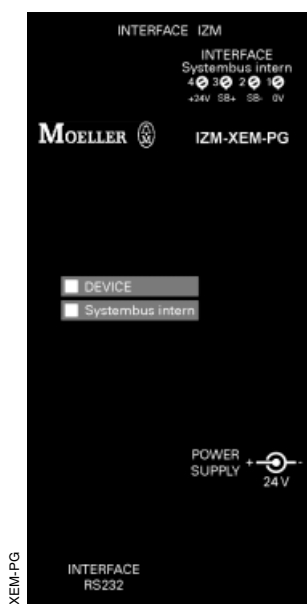 INTERFACE IZM
INTERFACE
Systembus intern
4 3 2 1
+24V SB+ SB- 0V
MOELLER
IZM-XEM-PG
DEVICE
Systembus intern
POWER
SUPPLY + -
24 V
INTERFACE
RS232
XEM-PG